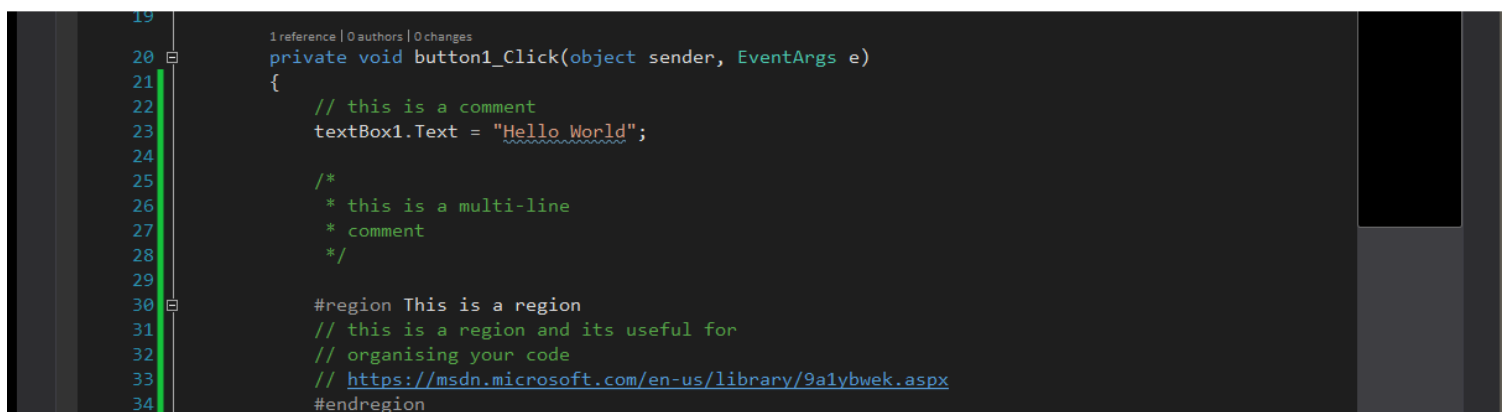 19
1 reference | 0 authors | 0 changes
20 private void button1_Click(object sender, EventArgs e)
21 {
22 // this is a comment
23 textBox1.Text = "Hello World";
24
25 /*
26 * this is a multi-line
27 * comment
28 */
29
30 #region This is a region
31 // this is a region and its useful for
32 // organising your code
33 // https://msdn.microsoft.com/en-us/library/9a1ybwek.aspx
34 #endregion